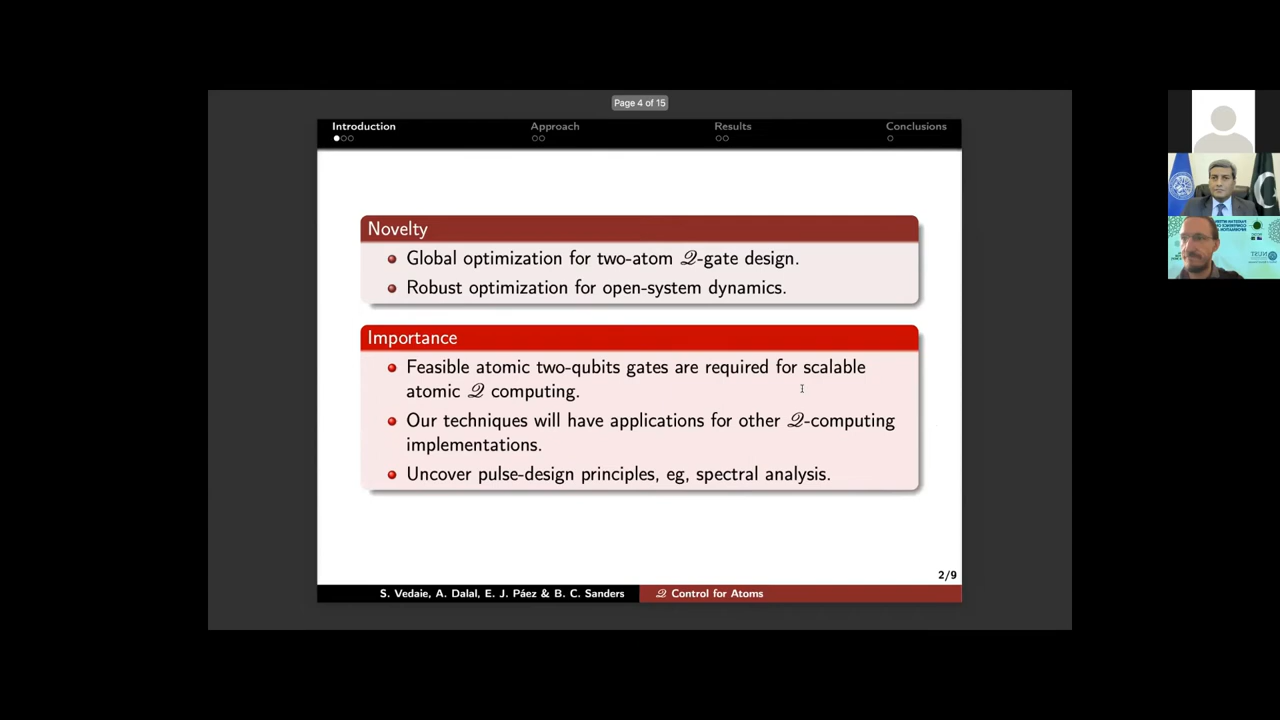 Page 4 of 15
Introduction Approach Results Conclusions
Novelty
Global optimization for two-atom 𝒬-gate design.
Robust optimization for open-system dynamics.
Importance
Feasible atomic two-qubits gates are required for scalable
atomic 𝒬 computing.
Our techniques will have applications for other 𝒬-computing
implementations.
Uncover pulse-design principles, eg, spectral analysis.
2/9
S. Vedaie, A. Dalal, E. J. Páez & B. C. Sanders 𝒬 Control for Atoms
NUST